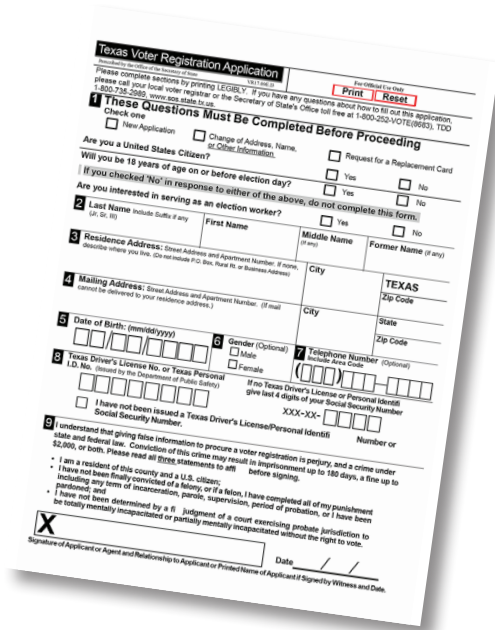 Texas Voter Registration Application
Prescribed by the Office of the Secretary of State
For Official Use Only
Print Reset
Please complete sections by printing LEGIBLY. If you have any questions about how to fill out this application,
please call your local voter registrar or the Secretary of State's Office toll free at 1-800-252-VOTE(8683), TDD
1-800-735-2989, www.sos.state.tx.us.
1 These Questions Must Be Completed Before Proceeding
Check one
New Application Change of Address, Name, Request for a Replacement Card
or Other Information
Are you a United States Citizen? Yes No
Will you be 18 years of age on or before election day? Yes No
If you checked 'No' in response to either of the above, do not complete this form.
Are you interested in serving as an election worker? Yes No
2 Last Name Include Suffix if any First Name Middle Name Former Name (if any)
(Jr, Sr, III) (if any)
3 Residence Address: Street Address and Apartment Number. If none, City TEXAS
describe where you live. (Do not include P.O. Box, Rural Rt. or Business Address) Zip Code
4 Mailing Address: Street Address and Apartment Number. (If mail City State
cannot be delivered to your residence address.) Zip Code
5 Date of Birth: (mm/dd/yyyy) 6 Gender (Optional) 7 Telephone Number (Optional)
Male Include Area Code
Female ( )
8 Texas Driver's License No. or Texas Personal If no Texas Driver's License or Personal Identifi
I.D. No. (Issued by the Department of Public Safety) give last 4 digits of your Social Security Number
XXX-XX-
I have not been issued a Texas Driver's License/Personal Identifi Number or
Social Security Number.
9 I understand that giving false information to procure a voter registration is perjury, and a crime under
state and federal law. Conviction of this crime may result in imprisonment up to 180 days, a fine up to
$2,000, or both. Please read all three statements to affi before signing.
• I am a resident of this county and a U.S. citizen;
• I have not been finally convicted of a felony, or if a felon, I have completed all of my punishment
including any term of incarceration, parole, supervision, period of probation, or I have been
pardoned; and
• I have not been determined by a fi judgment of a court exercising probate jurisdiction to
be totally mentally incapacitated or partially mentally incapacitated without the right to vote.
X
Date / /
Signature of Applicant or Agent and Relationship to Applicant or Printed Name of Applicant if Signed by Witness and Date.